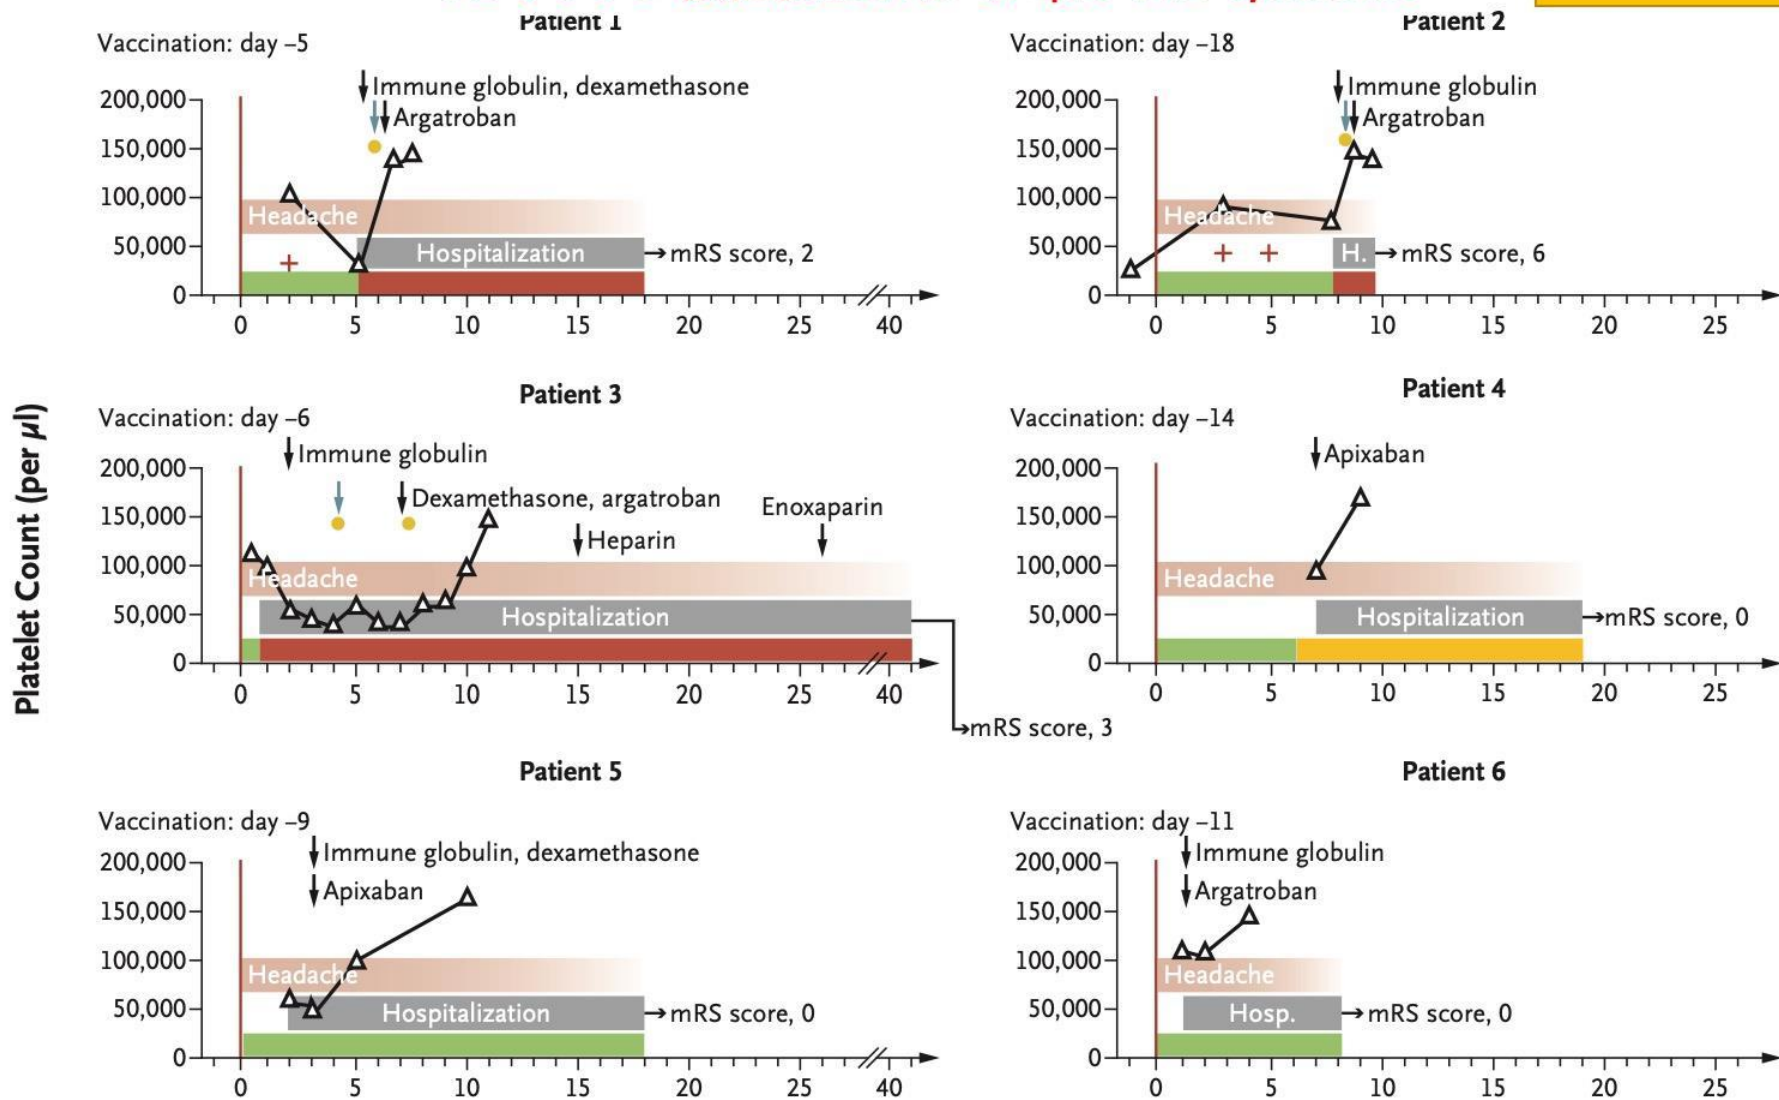 Patient 1
Vaccination: day –5
Immune globulin, dexamethasone
Argatroban
200,000
150,000
100,000
50,000
0
Headache
Hospitalization
mRS score, 2
0 5 10 15 20 25 40
Patient 2
Vaccination: day –18
Immune globulin
Argatroban
200,000
150,000
100,000
50,000
0
Headache
H.
mRS score, 6
0 5 10 15 20 25
Platelet Count (per µl)
Patient 3
Vaccination: day –6
Immune globulin
Dexamethasone, argatroban
Heparin
Enoxaparin
200,000
150,000
100,000
50,000
0
Headache
Hospitalization
mRS score, 3
0 5 10 15 20 25 40
Patient 4
Vaccination: day –14
Apixaban
200,000
150,000
100,000
50,000
0
Headache
Hospitalization
mRS score, 0
0 5 10 15 20 25
Patient 5
Vaccination: day –9
Immune globulin, dexamethasone
Apixaban
200,000
150,000
100,000
50,000
0
Headache
Hospitalization
mRS score, 0
0 5 10 15 20 25 40
Patient 6
Vaccination: day –11
Immune globulin
Argatroban
200,000
150,000
100,000
50,000
0
Headache
Hosp.
mRS score, 0
0 5 10 15 20 25